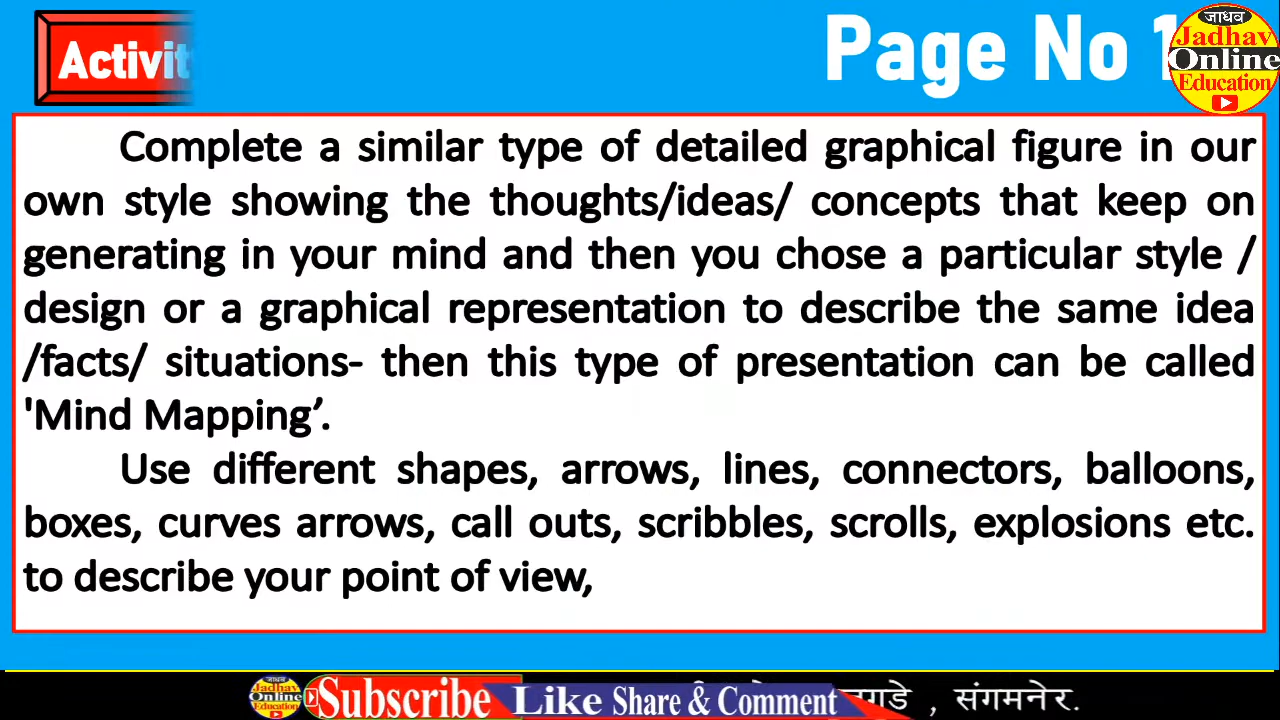 Activit
Page No 1
जाधव
Jadhav
Online
Education
Complete a similar type of detailed graphical figure in our
own style showing the thoughts/ideas/ concepts that keep on
generating in your mind and then you chose a particular style /
design or a graphical representation to describe the same idea
/facts/ situations- then this type of presentation can be called
'Mind Mapping’.
Use different shapes, arrows, lines, connectors, balloons,
boxes, curves arrows, call outs, scribbles, scrolls, explosions etc.
to describe your point of view,
जाधव
Jadhav
Online
Education
Subscribe Like Share & Comment , संगमनेर.